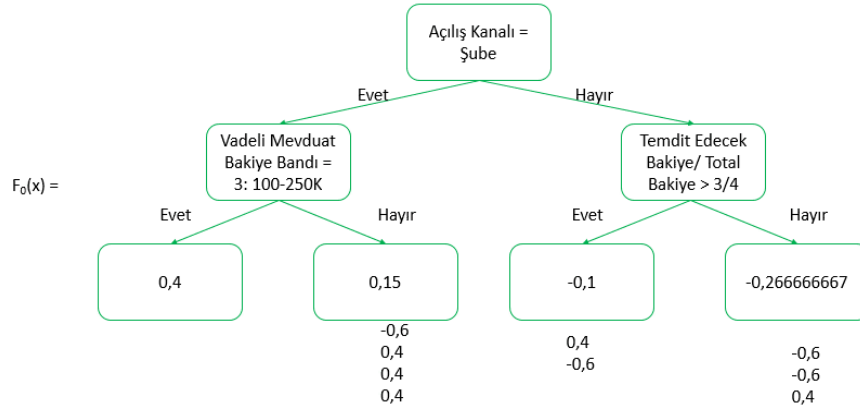 Açılış Kanalı =
Şube
Evet
Hayır
Vadeli Mevduat
Bakiye Bandı =
3: 100-250K
Temdit Edecek
Bakiye/ Total
Bakiye > 3/4
F₀(x) =
Evet
Hayır
Evet
Hayır
0,4
0,15
-0,1
-0,266666667
-0,6
0,4
0,4
0,4
0,4
-0,6
-0,6
-0,6
0,4